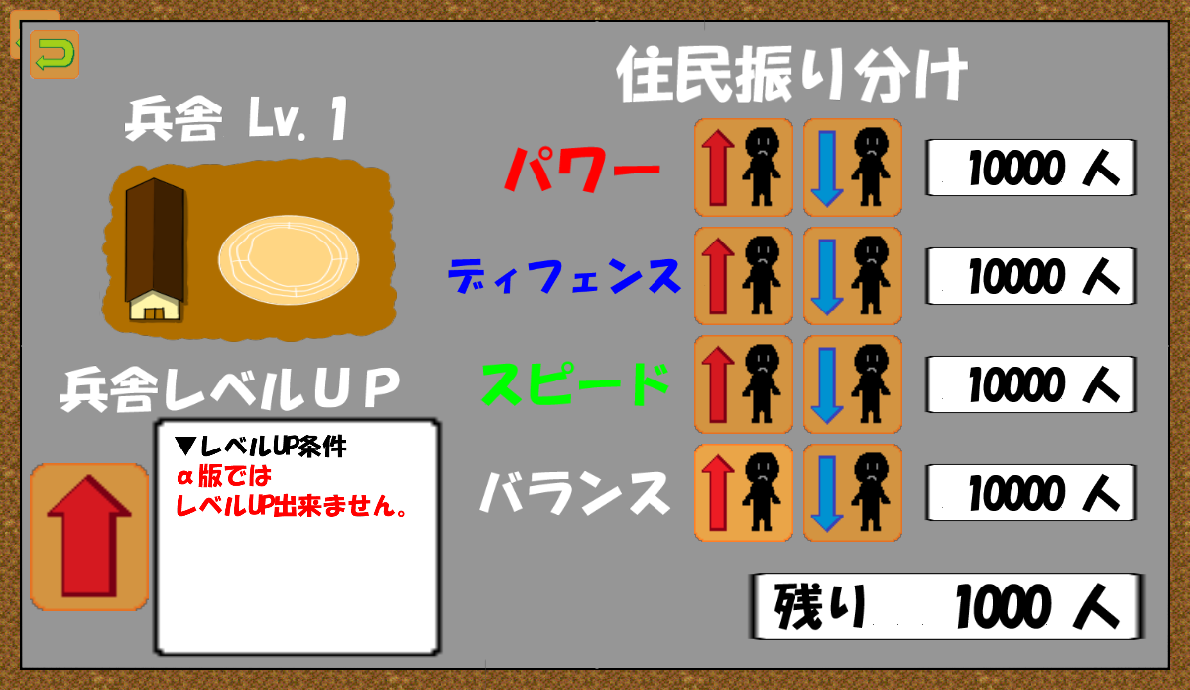 住民振り分け
兵舎 Lv. 1
パワー 10000 人
ディフェンス 10000 人
スピード 10000 人
バランス 10000 人
兵舎レベルUP
▼レベルUP条件
α版では
レベルUP出来ません。
残り 1000 人